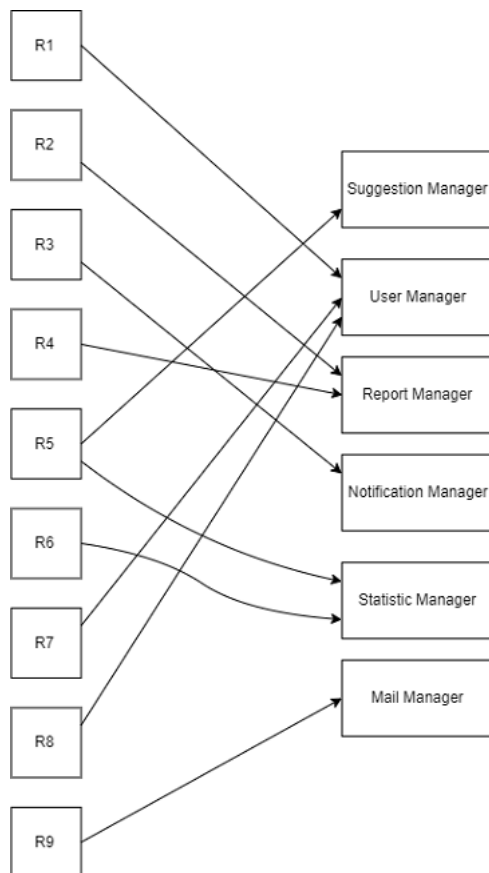 R1
R2
R3
R4
R5
R6
R7
R8
R9
Suggestion Manager
User Manager
Report Manager
Notification Manager
Statistic Manager
Mail Manager